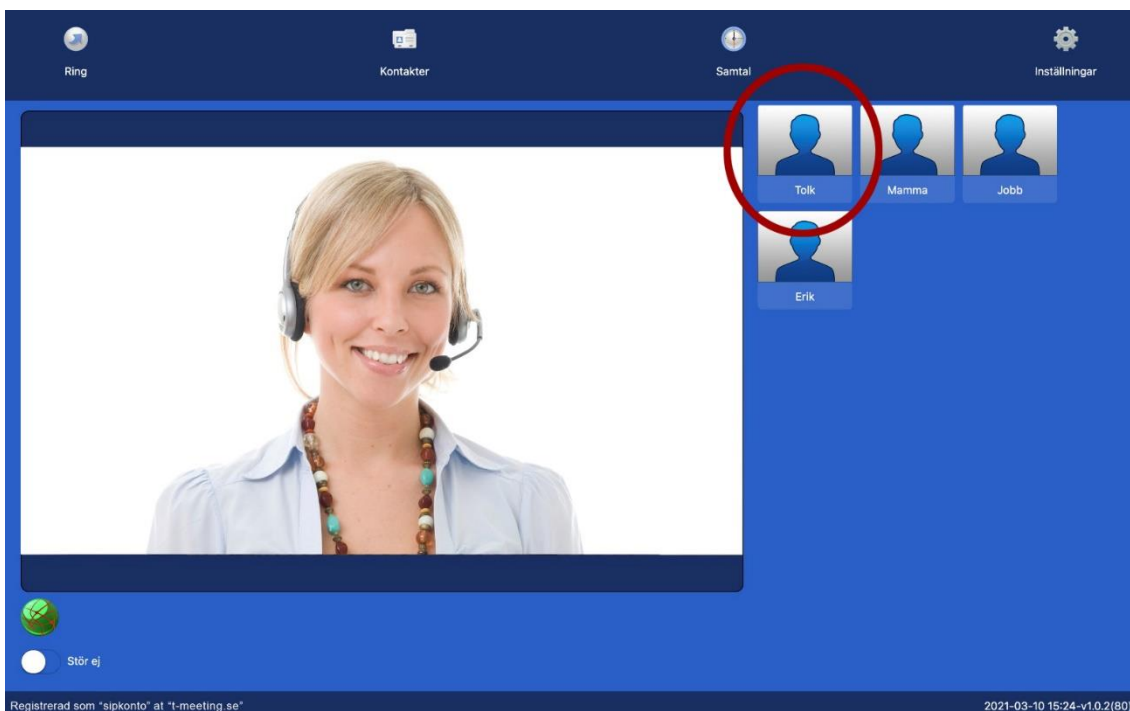 Ring
Kontakter
Samtal
Inställningar
Tolk
Mamma
Jobb
Erik
Stör ej
Registrerad som "sipkonto" at "t-meeting.se"
2021-03-10 15:24-v1.0.2(80)